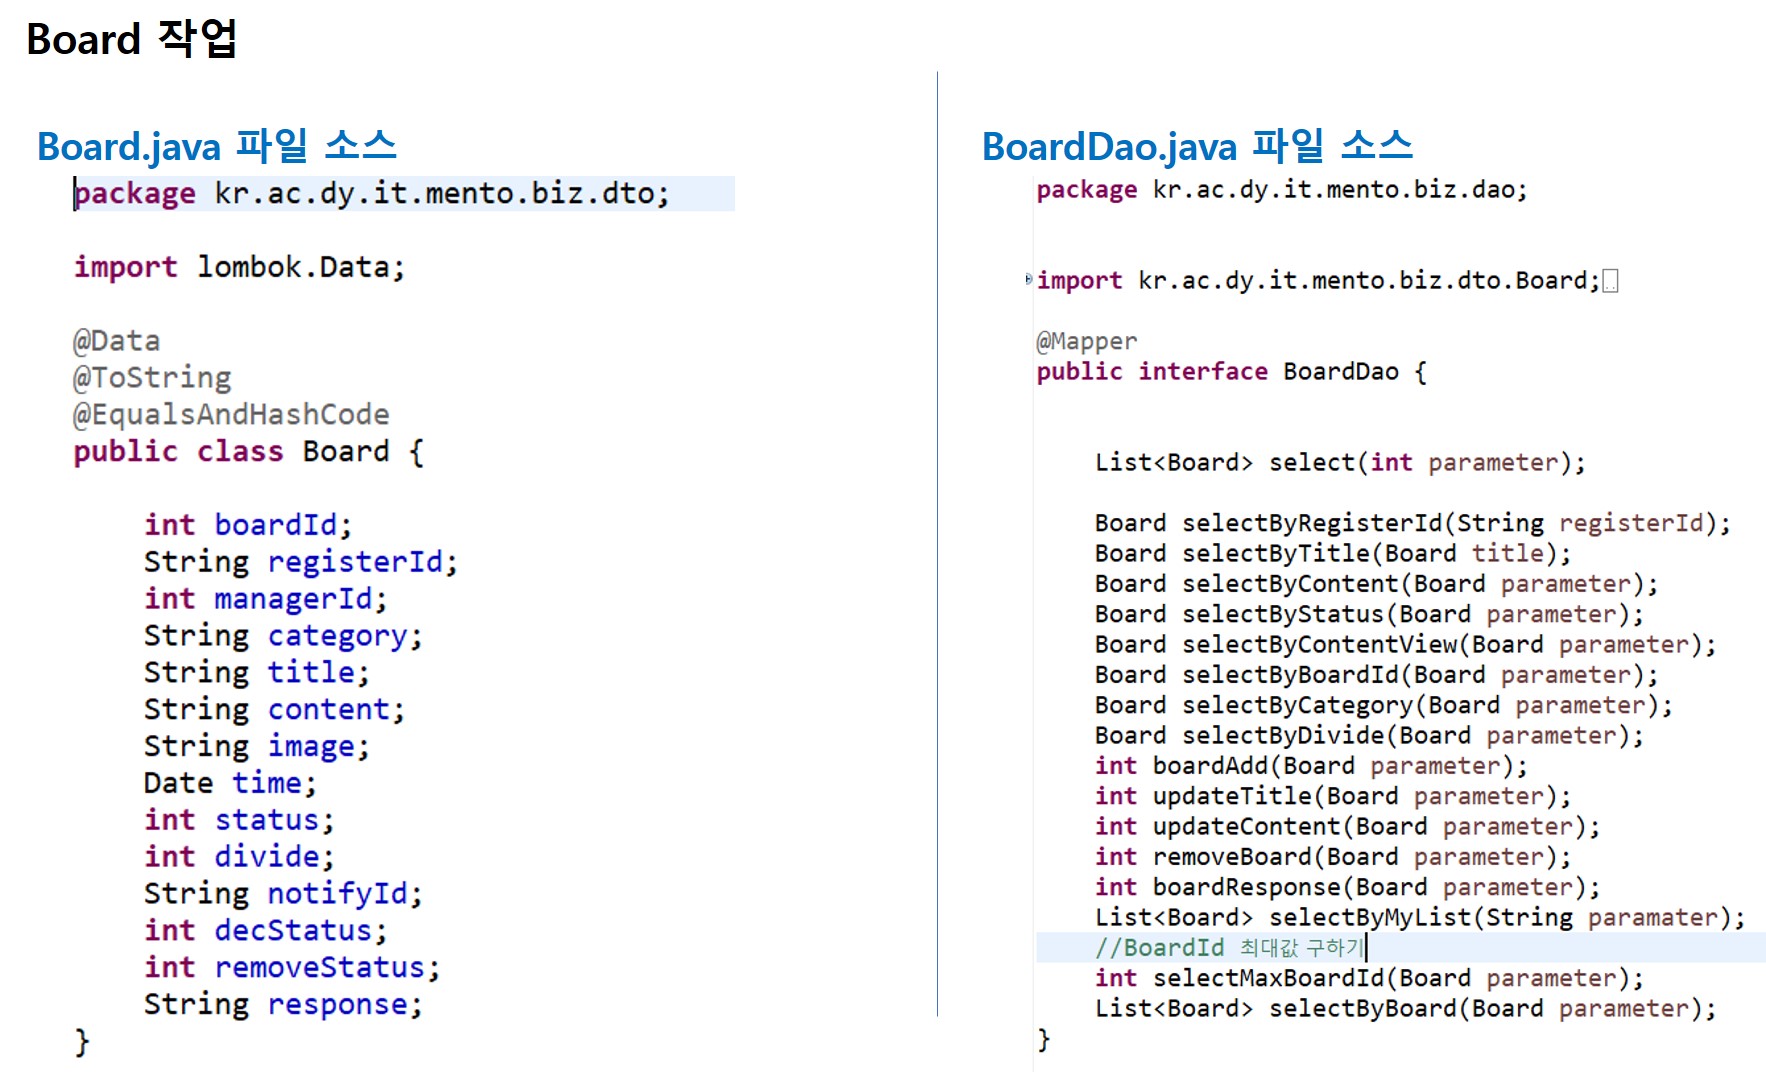 Board 작업
Board.java 파일 소스
package kr.ac.dy.it.mento.biz.dto;
import lombok.Data;
@Data
@ToString
@EqualsAndHashCode
public class Board {
int boardId;
String registerId;
int managerId;
String category;
String title;
String content;
String image;
Date time;
int status;
int divide;
String notifyId;
int decStatus;
int removeStatus;
String response;
}
BoardDao.java 파일 소스
package kr.ac.dy.it.mento.biz.dao;
import kr.ac.dy.it.mento.biz.dto.Board;
@Mapper
public interface BoardDao {
List<Board> select(int parameter);
Board selectByRegisterId(String registerId);
Board selectByTitle(Board title);
Board selectByContent(Board parameter);
Board selectByStatus(Board parameter);
Board selectByContentView(Board parameter);
Board selectByBoardId(Board parameter);
Board selectByCategory(Board parameter);
Board selectByDivide(Board parameter);
int boardAdd(Board parameter);
int updateTitle(Board parameter);
int updateContent(Board parameter);
int removeBoard(Board parameter);
int boardResponse(Board parameter);
List<Board> selectByMyList(String paramater);
//BoardId 최대값 구하기
int selectMaxBoardId(Board parameter);
List<Board> selectByBoard(Board parameter);
}